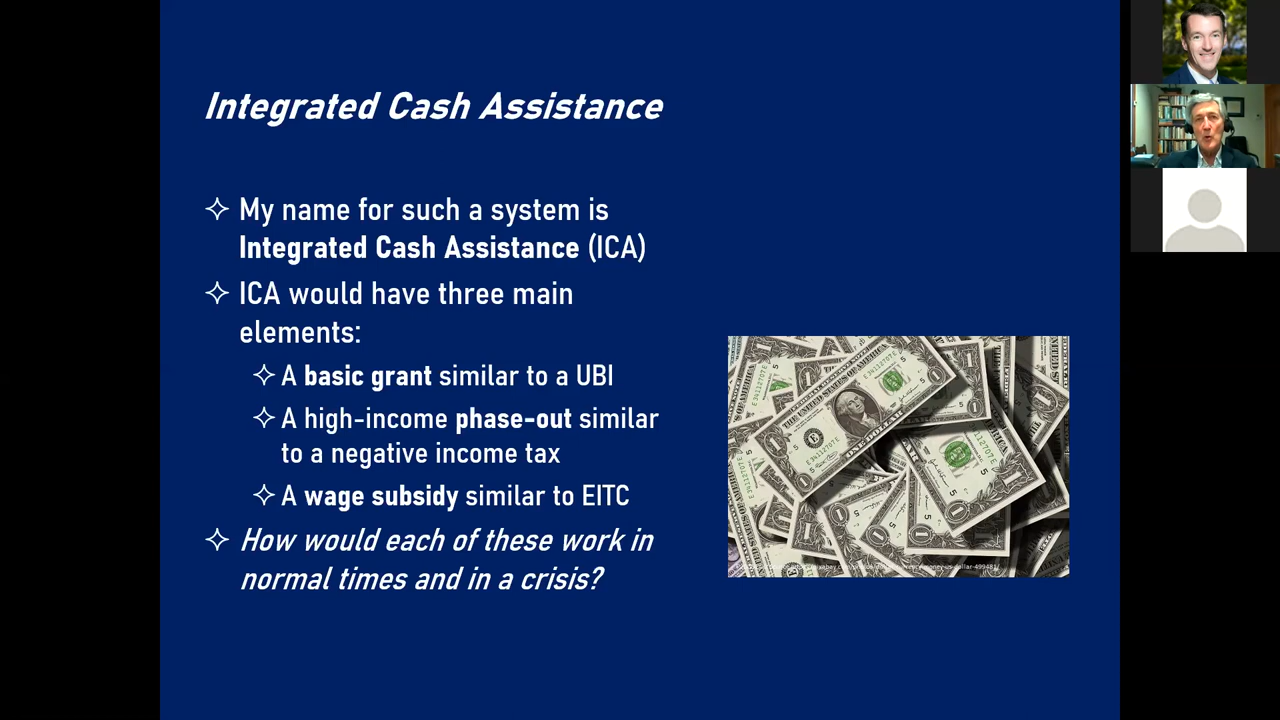 Integrated Cash Assistance
My name for such a system is
Integrated Cash Assistance (ICA)
ICA would have three main
elements:
A basic grant similar to a UBI
A high-income phase-out similar
to a negative income tax
A wage subsidy similar to EITC
How would each of these work in
normal times and in a crisis?